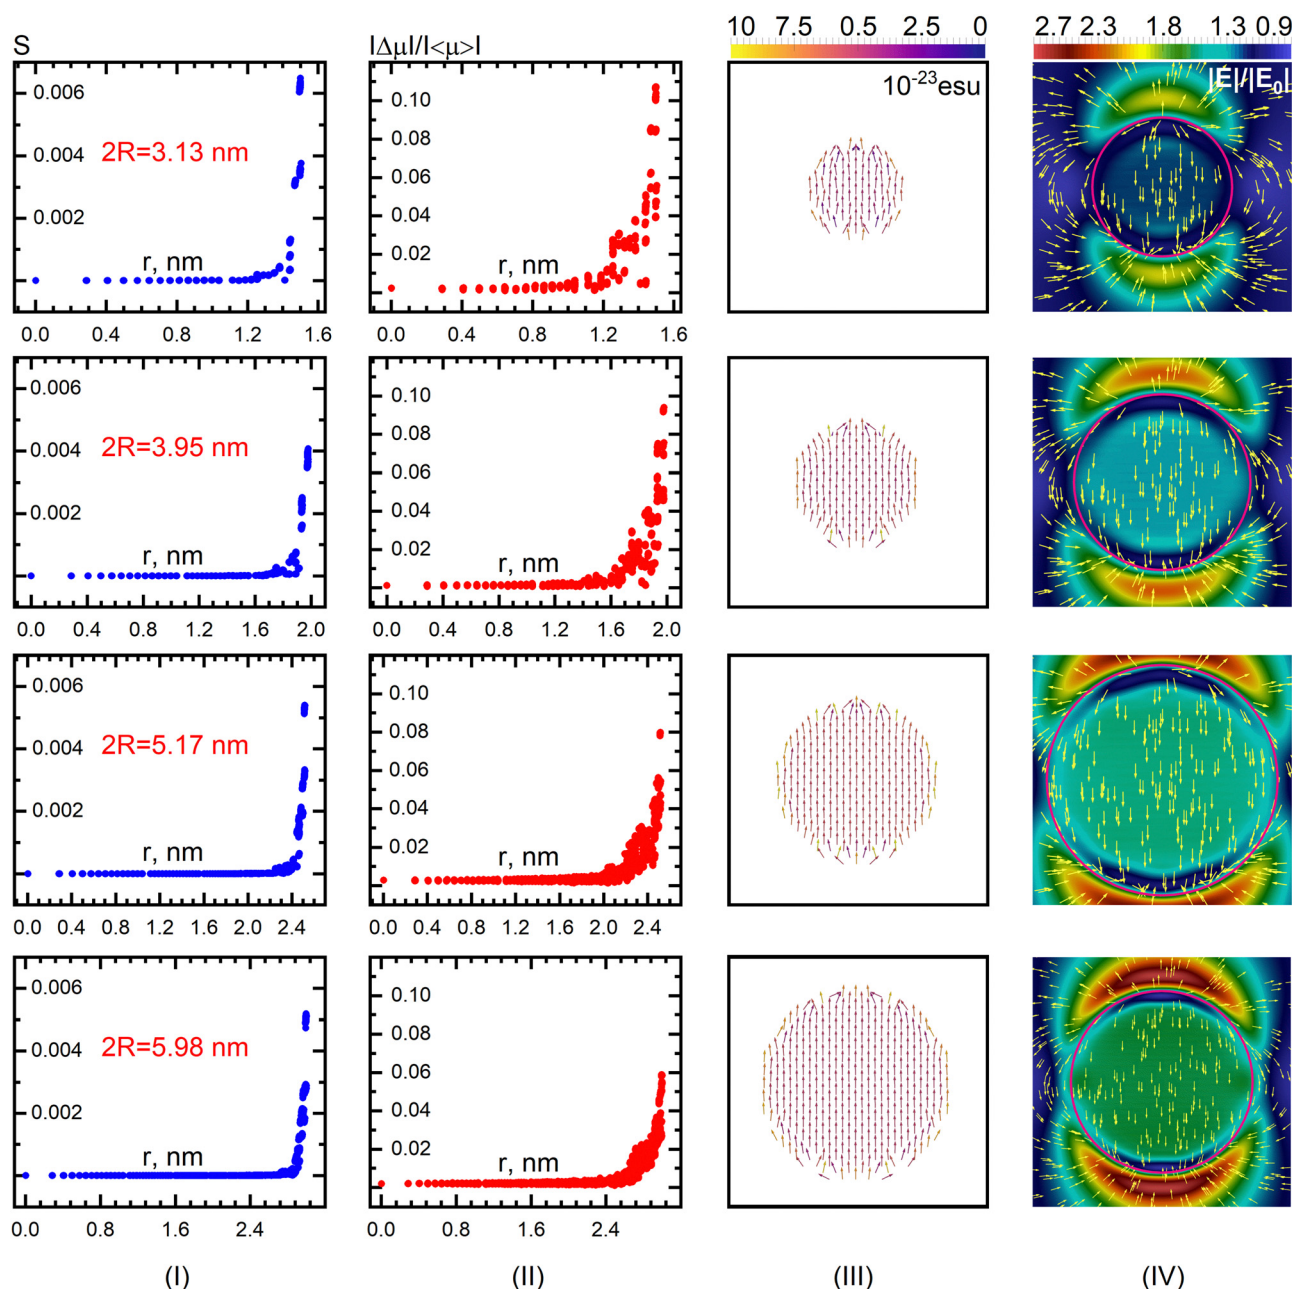 S
|Δμ|/|<μ>|
10 7.5 0.5 2.5 0
2.7 2.3 1.8 1.3 0.9
0.006
0.004
0.002
2R=3.13 nm
r, nm
0.0 0.4 0.8 1.2 1.6
0.10
0.08
0.06
0.04
0.02
r, nm
0.0 0.4 0.8 1.2 1.6
10⁻²³esu
|E|/|E₀|
0.006
0.004
0.002
2R=3.95 nm
r, nm
0.0 0.4 0.8 1.2 1.6 2.0
0.10
0.08
0.06
0.04
0.02
r, nm
0.0 0.4 0.8 1.2 1.6 2.0
0.006
0.004
0.002
2R=5.17 nm
r, nm
0.0 0.4 0.8 1.2 1.6 2.0 2.4
0.10
0.08
0.06
0.04
0.02
r, nm
0.0 0.4 0.8 1.2 1.6 2.0 2.4
0.006
0.004
0.002
2R=5.98 nm
r, nm
0.0 0.8 1.6 2.4
0.10
0.08
0.06
0.04
0.02
r, nm
0.0 0.8 1.6 2.4
(I) (II) (III) (IV)